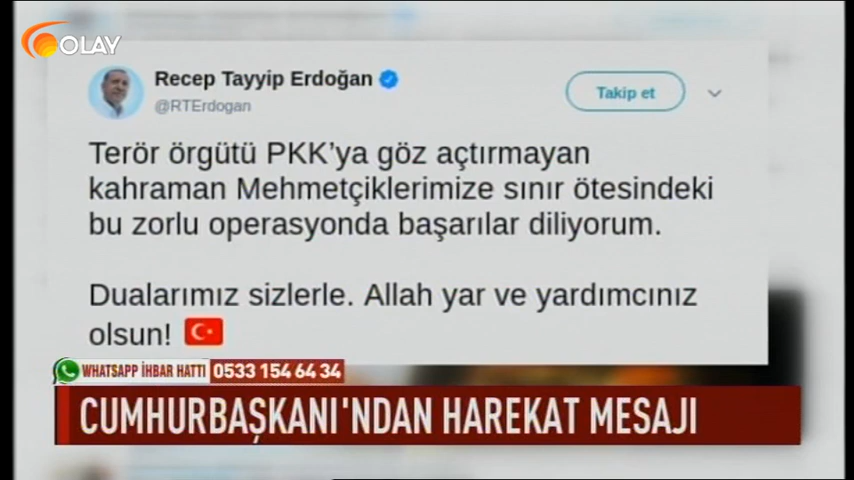 OLAY
Recep Tayyip Erdoğan
@RTErdogan
Takip et
Terör örgütü PKK’ya göz açtırmayan
kahraman Mehmetçiklerimize sınır ötesindeki
bu zorlu operasyonda başarılar diliyorum.
Dualarımız sizlerle. Allah yar ve yardımcınız
olsun!
WHATSAPP İHBAR HATTI 0533 154 64 34
CUMHURBAŞKANI'NDAN HAREKAT MESAJI